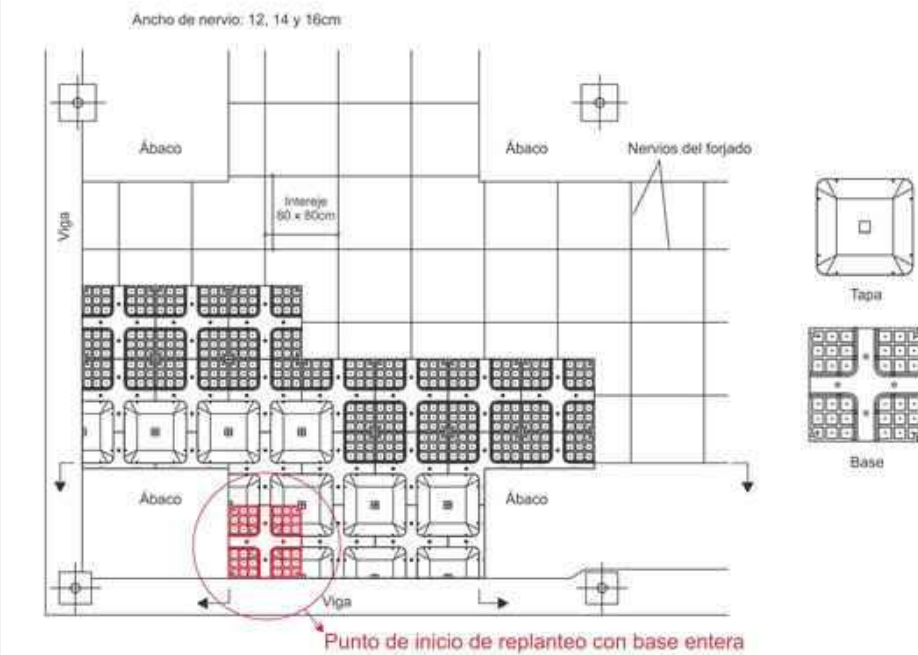 Ancho de nervio: 12, 14 y 16cm
Ábaco
Ábaco
Nervios del forjado
Viga
Intereje
80 x 80cm
Tapa
Base
Ábaco
Ábaco
Viga
Punto de inicio de replanteo con base entera